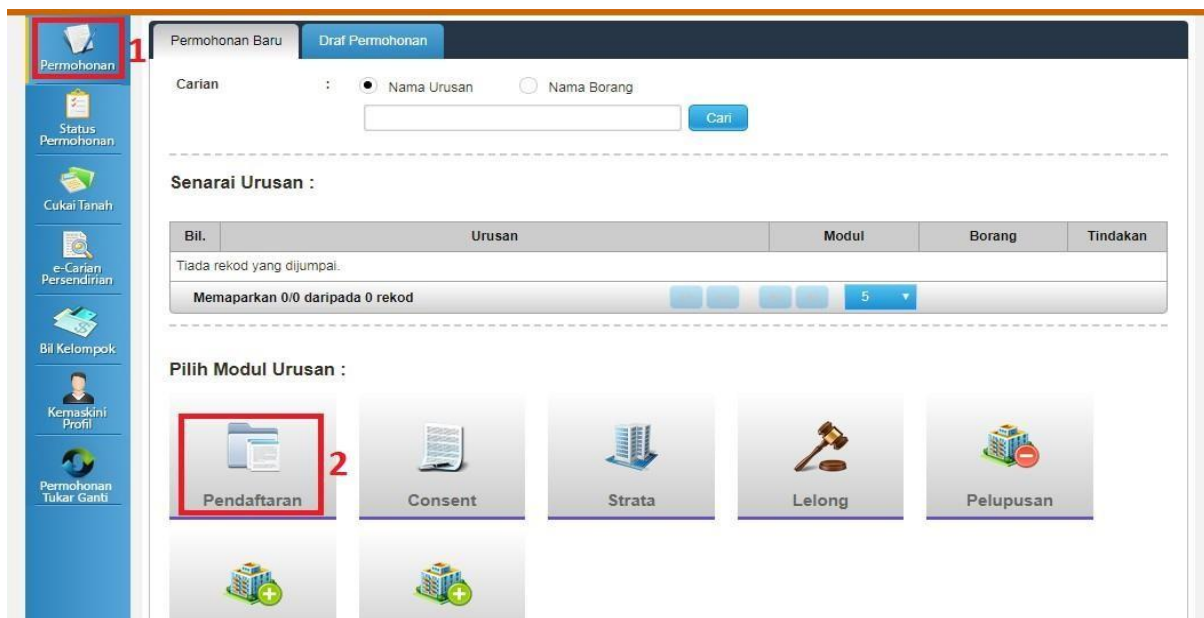 Permohonan
1
Status
Permohonan
Cukai Tanah
e-Carian
Persendirian
Bil Kelompok
Kemaskini
Profil
Permohonan
Tukar Ganti
Permohonan Baru
Draf Permohonan
Carian : Nama Urusan Nama Borang
Cari
Senarai Urusan :
Bil. Urusan Modul Borang Tindakan
Tiada rekod yang dijumpai.
Memaparkan 0/0 daripada 0 rekod 5
Pilih Modul Urusan :
2
Pendaftaran Consent Strata Lelong Pelupusan